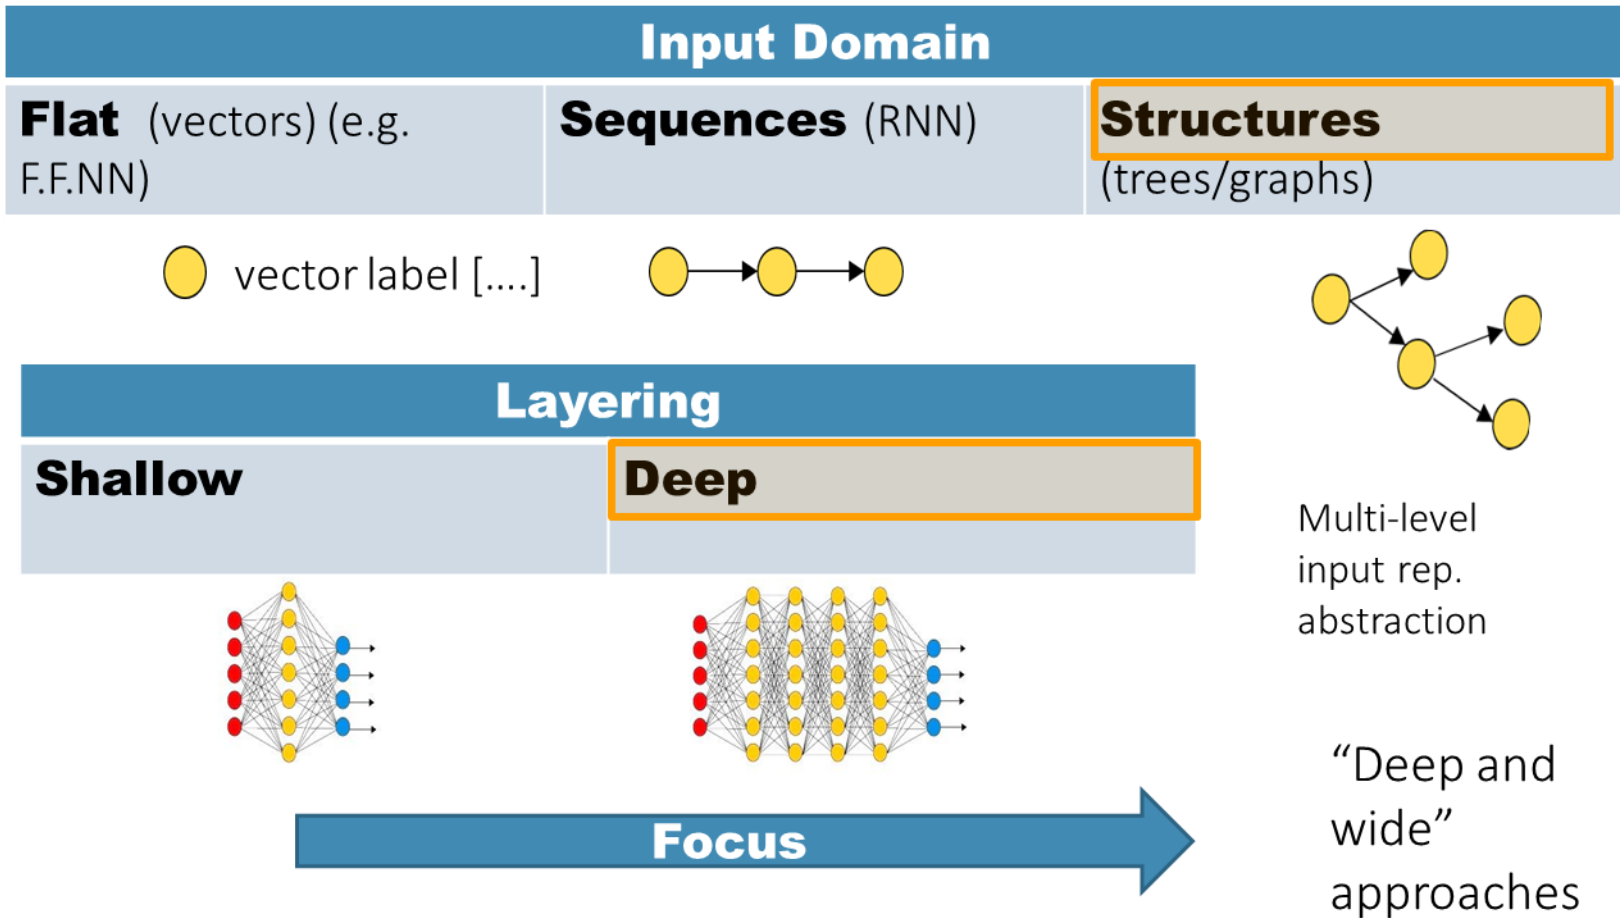 Input Domain
Flat (vectors) (e.g.
F.F.NN)
Sequences (RNN)
Structures
(trees/graphs)
vector label [....]
Layering
Shallow
Deep
Multi-level
input rep.
abstraction
Focus
“Deep and
wide”
approaches